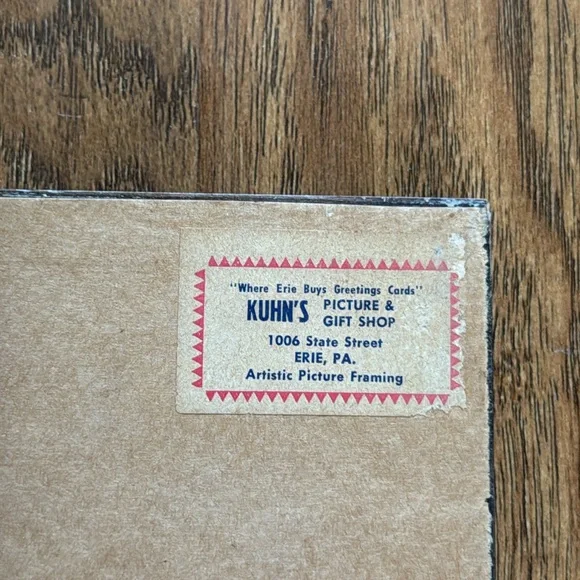 "Where Erie Buys Greetings Cards"
KUHN'S PICTURE & GIFT SHOP
1006 State Street
ERIE, PA.
Artistic Picture Framing